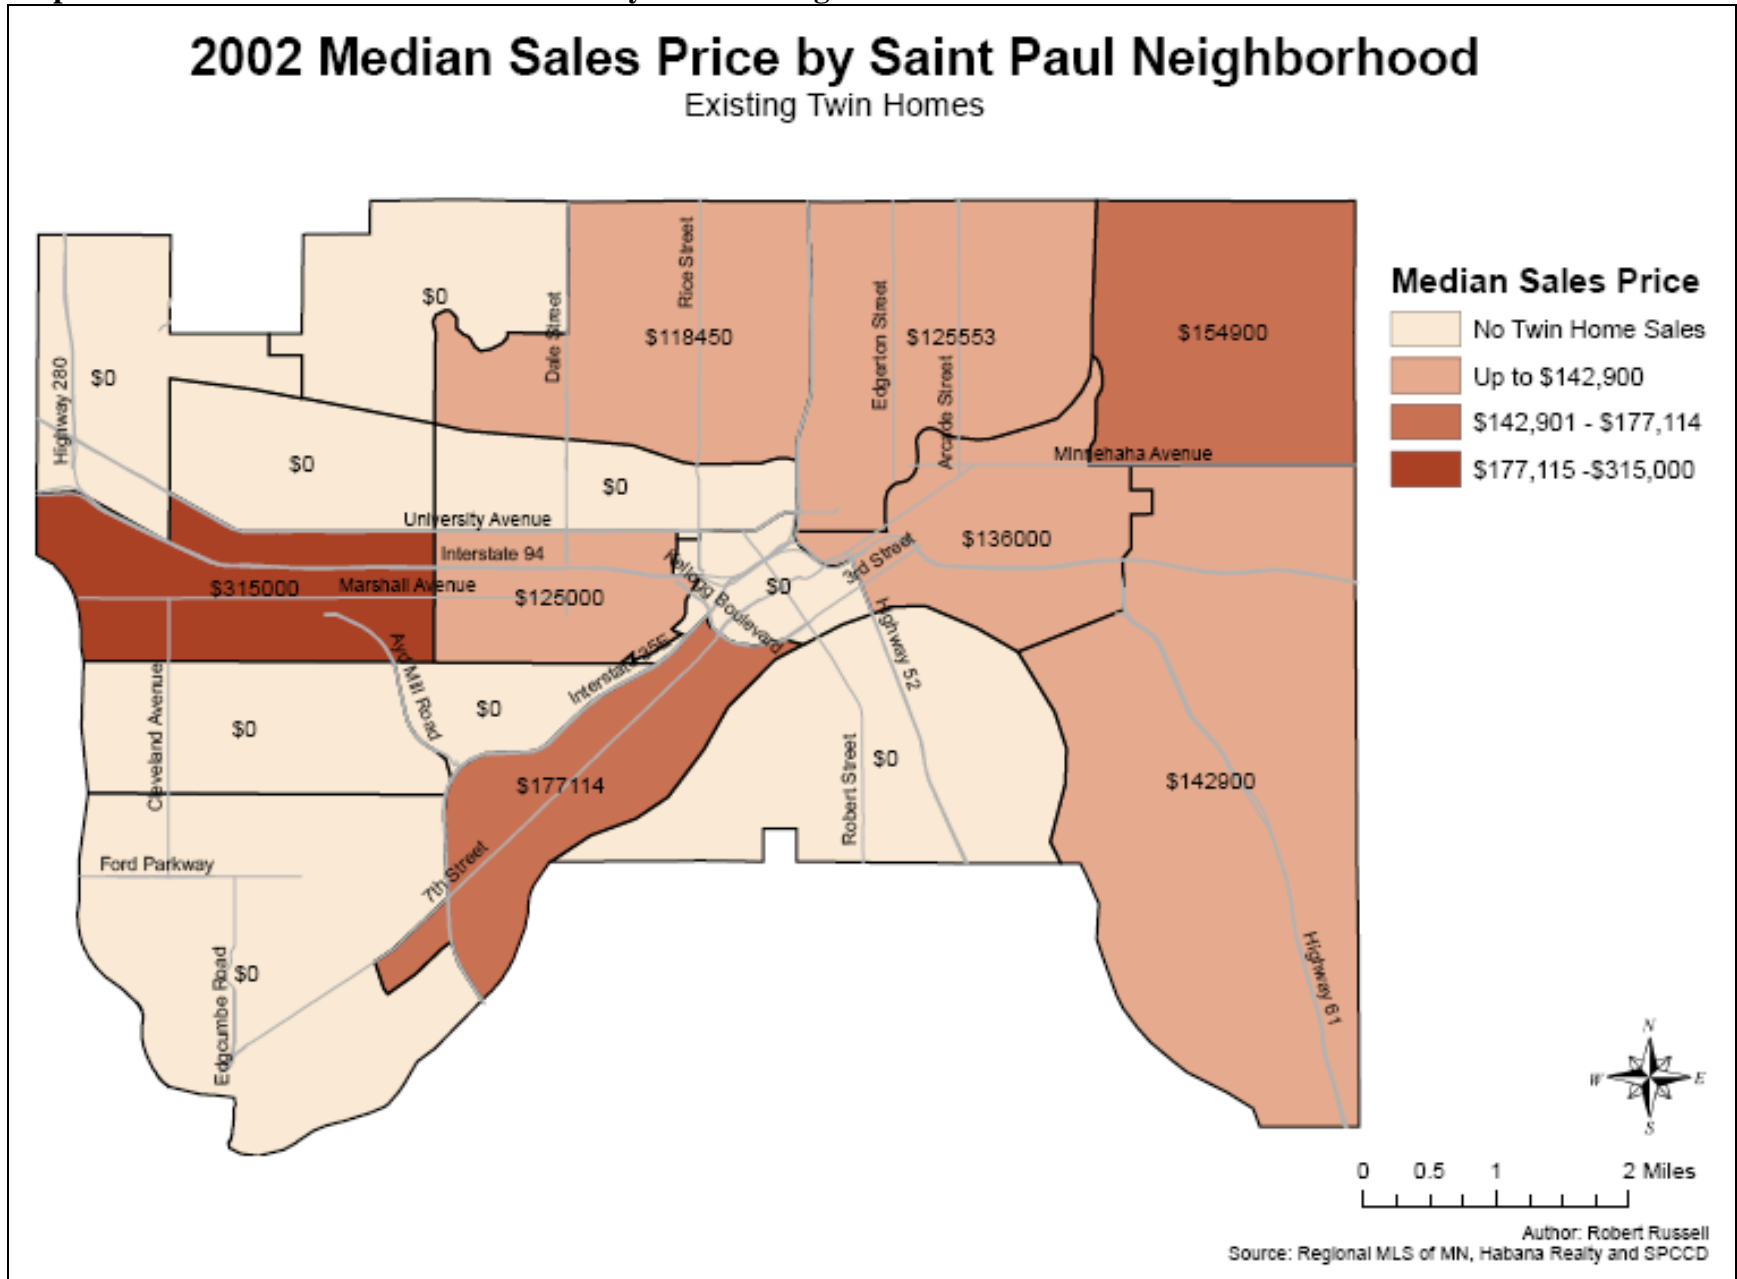 2002 Median Sales Price by Saint Paul Neighborhood
Existing Twin Homes
Median Sales Price
No Twin Home Sales
Up to $142,900
$142,901 - $177,114
$177,115 -$315,000
$0
Dale Street
Rice Street
$118450
Edgerton Street
$125553
Arcade Street
$154900
Highway 280
$0
$0
$0
Minnehaha Avenue
University Avenue
Interstate 94
$315000
Marshall Avenue
$125000
Kellogg Boulevard
$0
3rd Street
$136000
Highway 52
Interstate 35E
Ayd Mill Road
Cleveland Avenue
$0
$0
$177114
Robert Street
$0
$142900
Ford Parkway
7th Street
Edgcumbe Road
$0
Highway 61
N
W
E
S
0 0.5 1 2 Miles
Author: Robert Russell
Source: Regional MLS of MN, Habana Realty and SPCCD